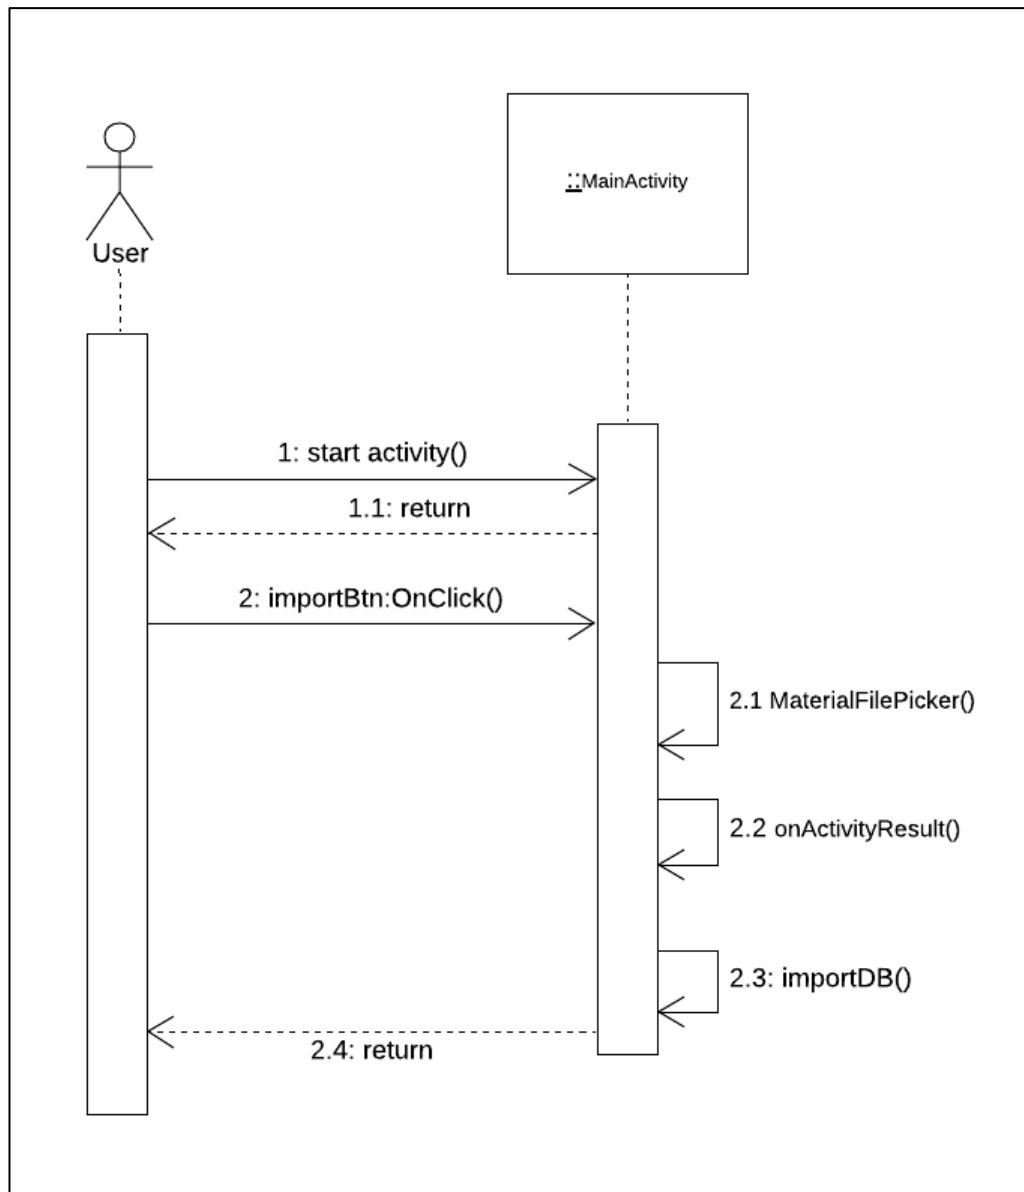 ::MainActivity
User
1: start activity()
1.1: return
2: importBtn:OnClick()
2.1 MaterialFilePicker()
2.2 onActivityResult()
2.3: importDB()
2.4: return